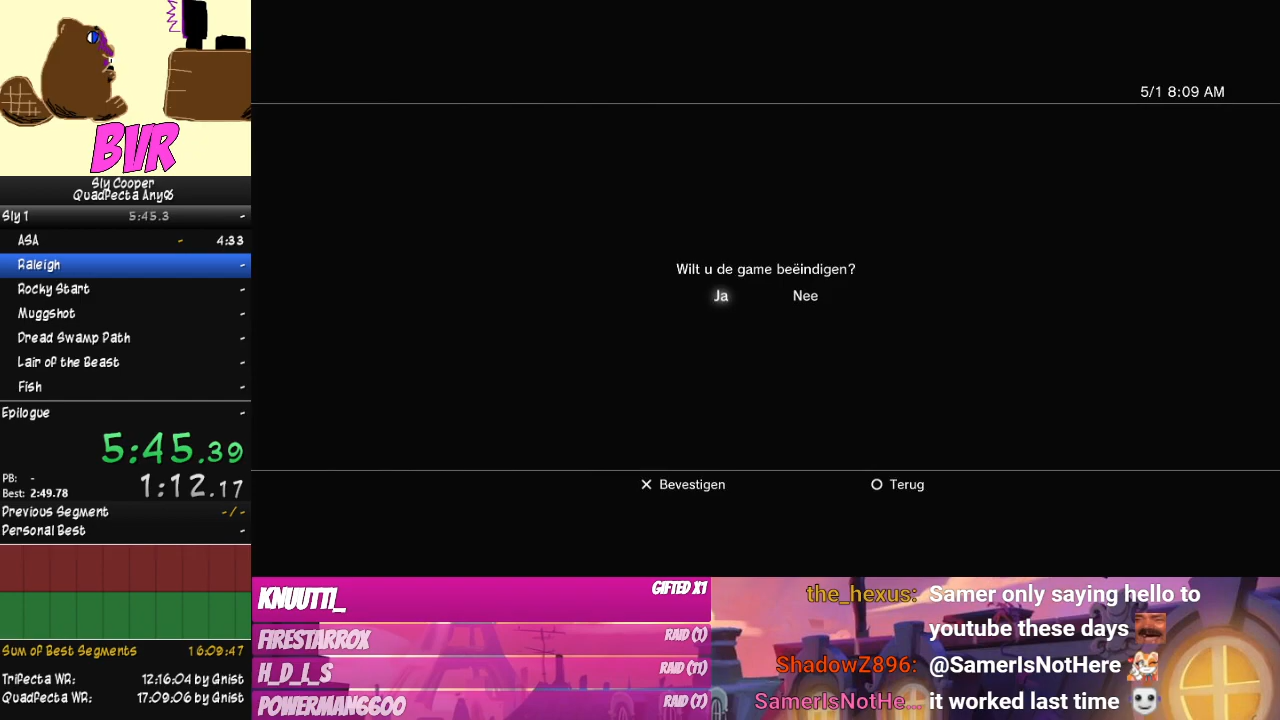 BVR
Sly Cooper
QuadPecta Any%
Sly 1 5:45.3 -
ASA - 4:33
Raleigh -
Rocky Start -
Muggshot -
Dread Swamp Path -
Lair of the Beast -
Fish -
Epilogue -
5:45.39
PB: - 1:12.17
Best: 2:49.78
Previous Segment -/-
Personal Best -
Sum of Best Segments 16:09:47
TriPecta WR: 12:16:04 by Gnist
QuadPecta WR: 17:09:06 by Gnist
5/1 8:09 AM
Wilt u de game beëindigen?
Ja Nee
X Bevestigen O Terug
KNUUTTI_ GIFTED X1
FIRESTARROX RAID (7)
H_D_L_S RAID (71)
POWERMAN6600 RAID (7)
the_hexus: Samer only saying hello to
youtube these days
ShadowZ896: @SamerIsNotHere
SamerIsNotHe... it worked last time